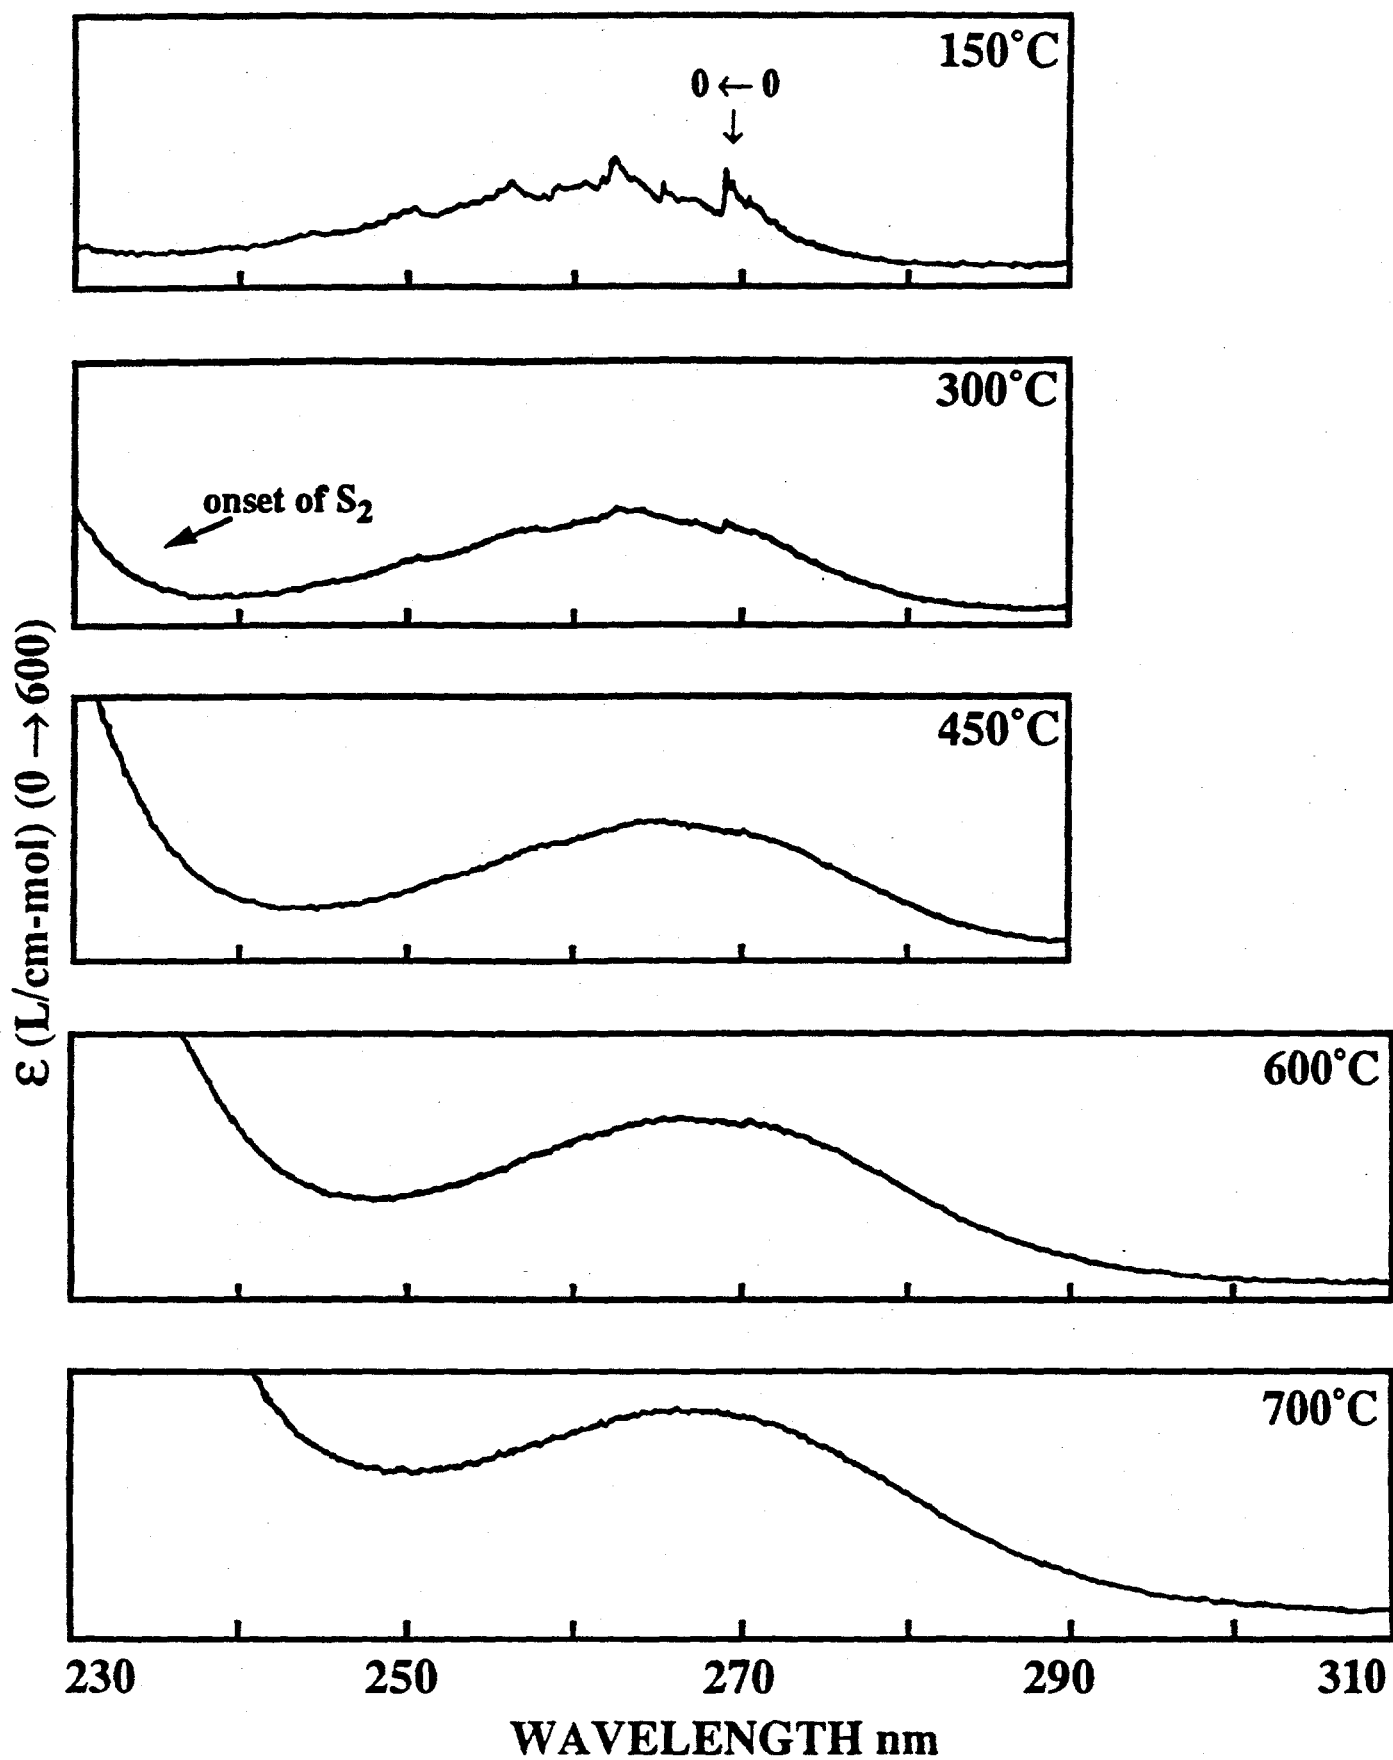 150°C
0 ← 0
↓
300°C
onset of S₂
450°C
ε (L/cm-mol) (0 →600)
600°C
700°C
230 250 270 290 310
WAVELENGTH nm